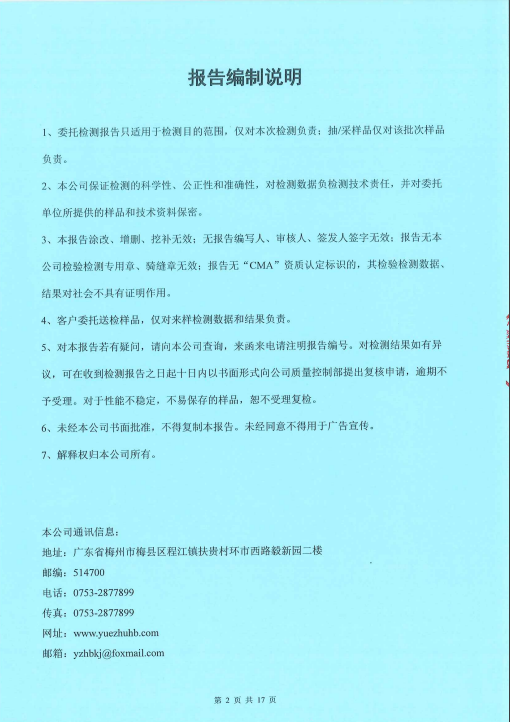 报告编制说明
1、委托检测报告只适用于检测目的范围，仅对本次检测负责；抽/采样品仅对该批次样品
负责。
2、本公司保证检测的科学性、公正性和准确性，对检测数据负检测技术责任，并对委托
单位所提供的样品和技术资料保密。
3、本报告涂改、增删、挖补无效；无报告编写人、审核人、签发人签字无效；报告无本
公司检验检测专用章、骑缝章无效；报告无“CMA”资质认定标识的，其检验检测数据、
结果对社会不具有证明作用。
4、客户委托送检样品，仅对来样检测数据和结果负责。
5、对本报告若有疑问，请向本公司查询，来函来电请注明报告编号。对检测结果如有异
议，可在收到检测报告之日起十日内以书面形式向公司质量控制部提出复核申请，逾期不
予受理。对于性能不稳定，不易保存的样品，恕不受理复检。
6、未经本公司书面批准，不得复制本报告。未经同意不得用于广告宣传。
7、解释权归本公司所有。
本公司通讯信息：
地址：广东省梅州市梅县区程江镇扶贵村环市西路毅新园二楼
邮编：514700
电话：0753-2877899
传真：0753-2877899
网址：www.yuezhuhb.com
邮箱：yzhbkj@foxmail.com
第 2 页 共 17 页